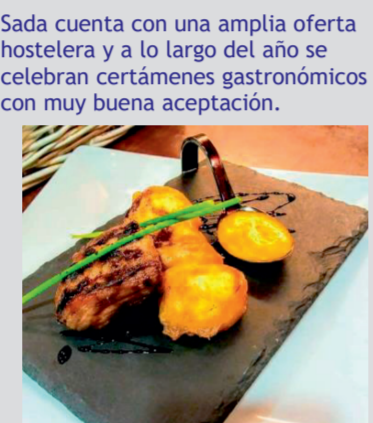 Sada cuenta con una amplia oferta
hostelera y a lo largo del año se
celebran certámenes gastronómicos
con muy buena aceptación.